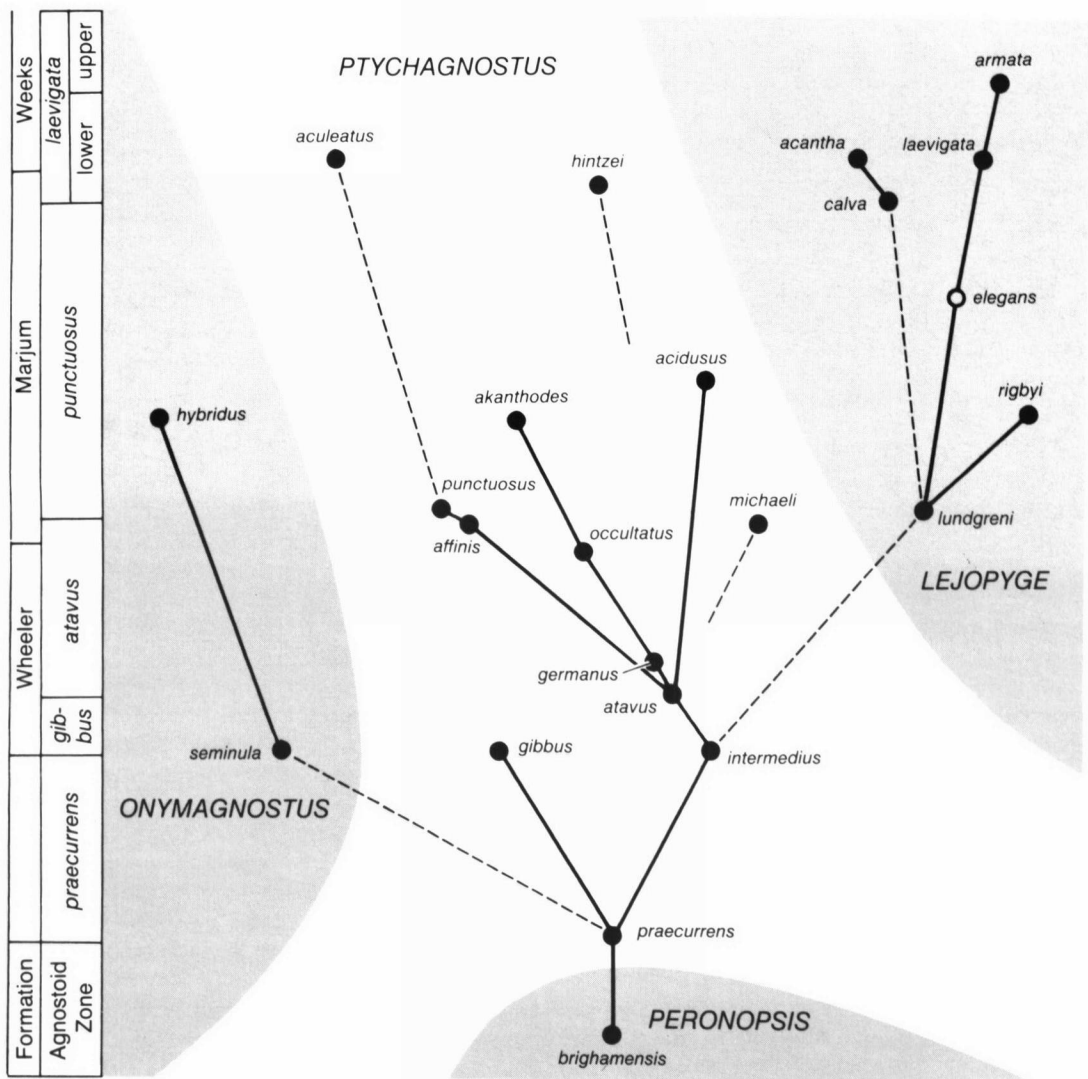 Weeks
laevigata
upper
lower
Marjum
punctuosus
Wheeler
atavus
gib-
bus
praecurrens
Formation
Agnostoid
Zone
PTYCHAGNOSTUS
armata
aculeatus
hintzei
acantha
laevigata
calva
elegans
acidusus
akanthodes
rigbyi
hybridus
punctuosus
michaeli
lundgreni
affinis
occultatus
LEJOPYGE
germanus
atavus
seminula
gibbus
intermedius
ONYMAGNOSTUS
praecurrens
PERONOPSIS
brighamensis